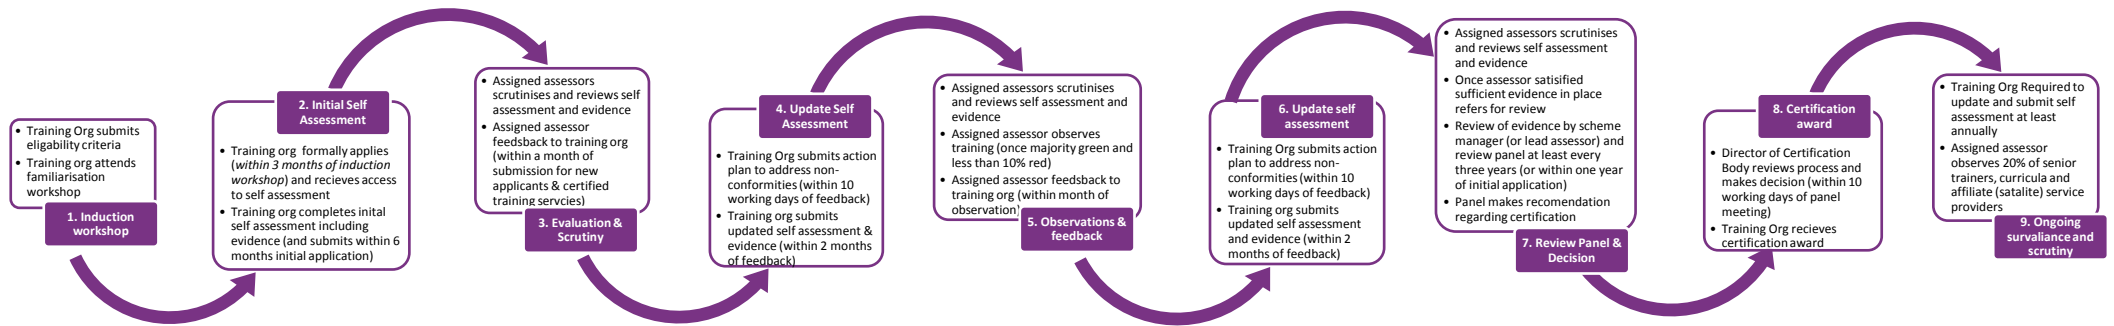 • Training Org submits
eligability criteria
• Training org attends
familiarisation
workshop
1. Induction
workshop
2. Initial Self
Assessment
• Training org formally applies
(within 3 months of induction
workshop) and recieves access
to self assessment
• Training org completes inital
self assessment including
evidence (and submits within 6
months initial application)
• Assigned assessors
scrutinises and reviews self
assessment and evidence
• Assigned assessor
feedsback to training org
(within a month of
submission for new
applicants & certified
training servcies)
3. Evaluation &
Scrutiny
4. Update Self
Assessment
• Training Org submits action
plan to address non-
conformities (within 10
working days of feedback)
• Training org submits
updated self assessment &
evidence (within 2 months
of feedback)
• Assigned assessors scrutinises
and reviews self assessment and
evidence
• Assigned assessor observes
training (once majority green and
less than 10% red)
• Assigned assessor feedsback to
training org (within month of
observation)
5. Observations &
feedback
6. Update self
assessment
• Training Org submits action
plan to address non-
conformities (within 10
working days of feedback)
• Training org submits
updated self assessment
and evidence (within 2
months of feedback)
• Assigned assessors scrutinises
and reviews self assessment
and evidence
• Once assessor satisified
sufficient evidence in place
refers for review
• Review of evidence by scheme
manager (or lead assessor) and
review panel at least every
three years (or within one year
of initial application)
• Panel makes recomendation
regarding certification
7. Review Panel &
Decision
8. Certification
award
• Director of Certification
Body reviews process and
makes decision (within 10
working days of panel
meeting)
• Training Org recieves
certification award
• Training Org Required to
update and submit self
assessment at least
annually
• Assigned assessor
observes 20% of senior
trainers, curricula and
affiliate (satalite) service
providers
9. Ongoing
survaliance and
scrutiny